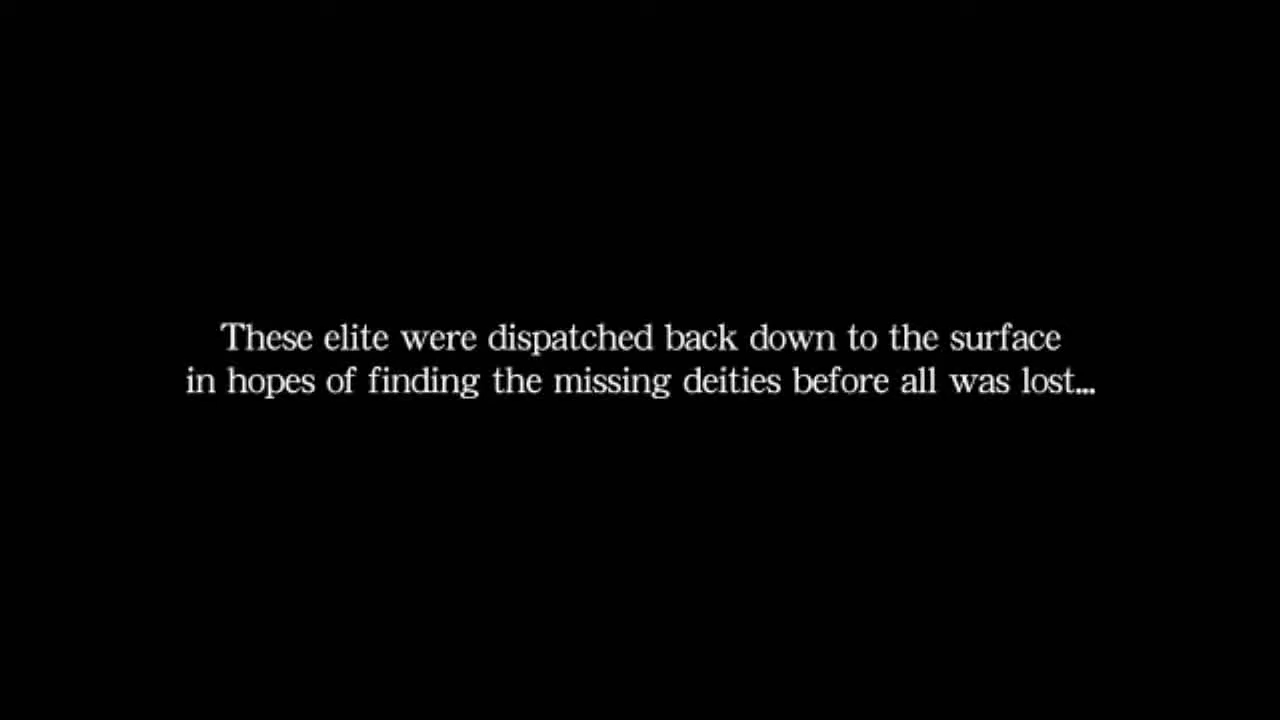 These elite were dispatched back down to the surface
in hopes of finding the missing deities before all was lost...